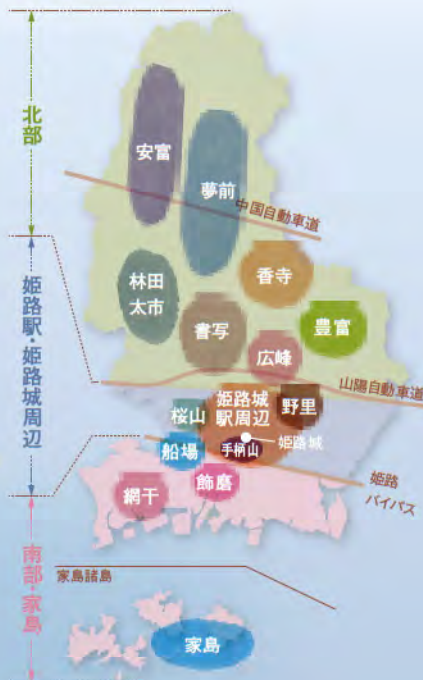 北部
安富
夢前
中国自動車道
香寺
林田
太市
書写
豊富
広峰
山陽自動車道
姫路駅・姫路城周辺
姫路城
駅周辺
野里
桜山
姫路城
船場
手柄山
姫路
バイパス
飾磨
網干
南部・家島
家島諸島
家島